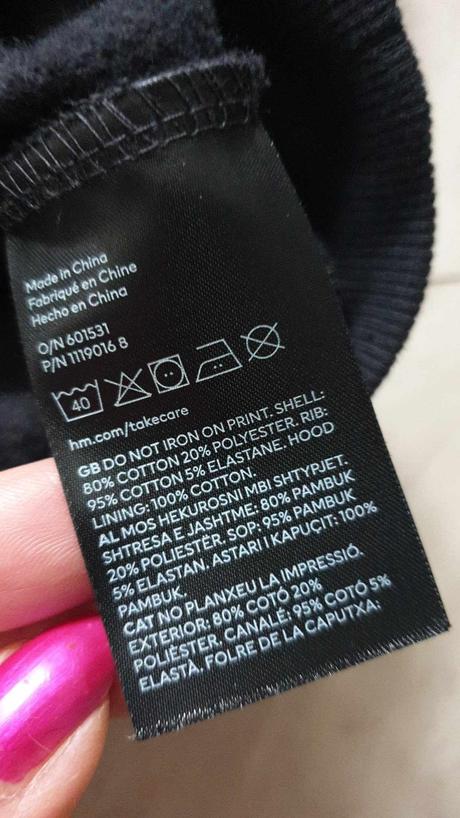 Made in China
Fabriqué en Chine
Hecho en China
O/N 601531
P/N 1119016 8
40
hm.com/takecare
GB DO NOT IRON ON PRINT. SHELL:
80% COTTON 20% POLYESTER. RIB:
95% COTTON 5% ELASTANE. HOOD
LINING: 100% COTTON.
AL MOS HEKUROSNI MBI SHTYPJET.
SHTRESA E JASHTME: 80% PAMBUK
20% POLIESTËR. SOP: 95% PAMBUK
5% ELASTAN. ASTARI I KAPUÇIT: 100%
PAMBUK.
CAT NO PLANXEU LA IMPRESSIÓ.
EXTERIOR: 80% COTÓ 20%
POLIÈSTER. CANALÉ: 95% COTÓ 5%
ELASTÀ. FOLRE DE LA CAPUTXA: